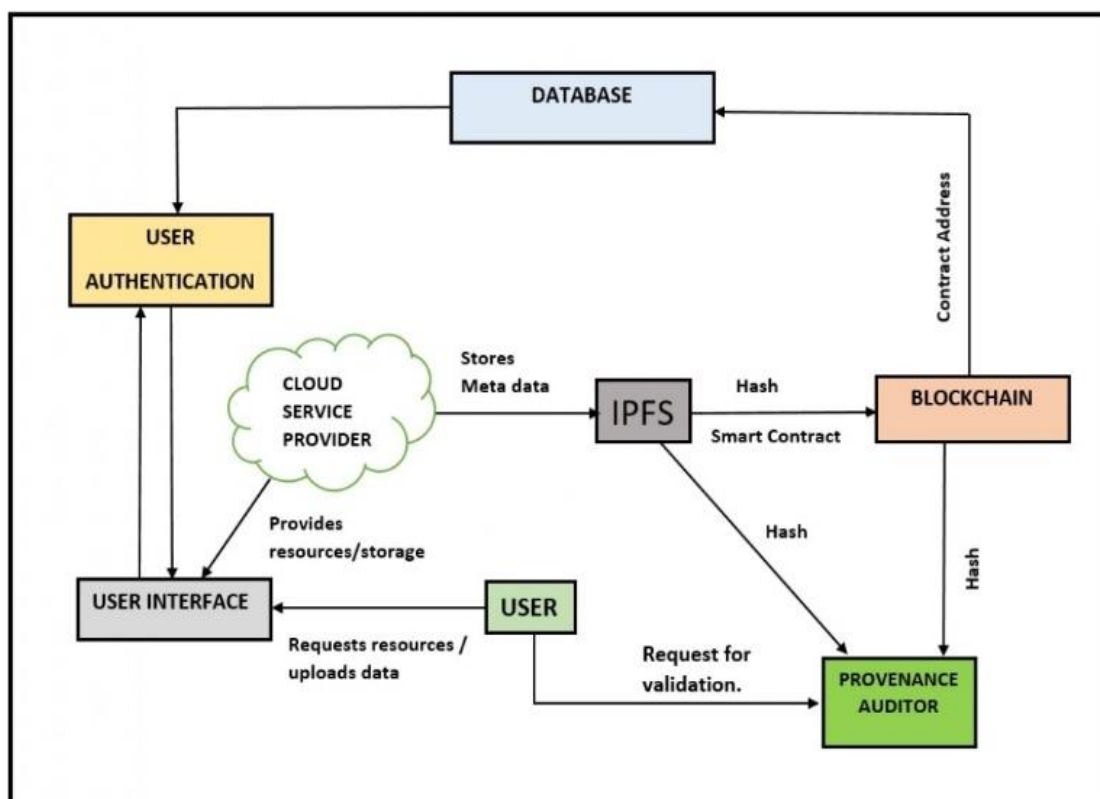 DATABASE
USER
AUTHENTICATION
Contract Address
CLOUD
SERVICE
PROVIDER
Stores
Meta data
IPFS
Hash
Smart Contract
BLOCKCHAIN
Provides
resources/storage
Hash
Hash
USER INTERFACE
USER
Requests resources /
uploads data
Request for
validation.
PROVENANCE
AUDITOR